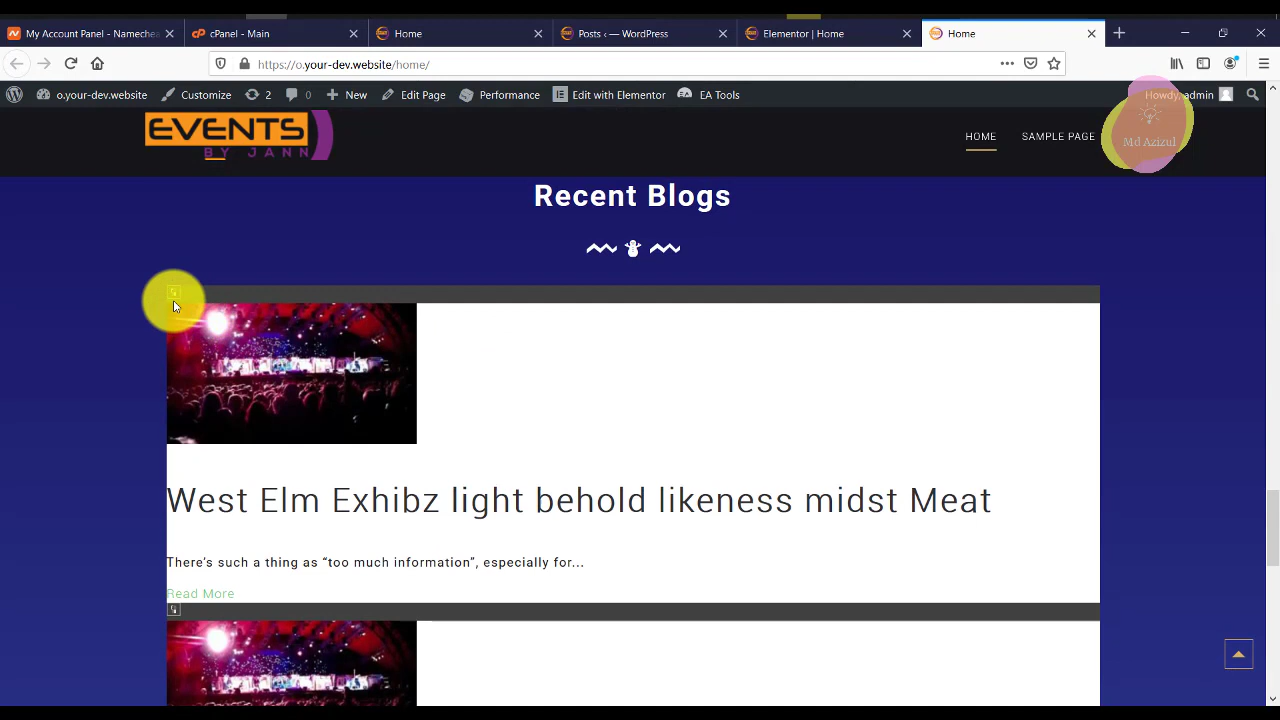 My Account Panel - Namechea
cPanel - Main
Home
Posts ‹ — WordPress
Elementor | Home
Home
https://o.your-dev.website/home/
o.your-dev.website
Customize
2
0
New
Edit Page
Performance
Edit with Elementor
EA Tools
Howdy, admin
EVENTS
BY JANN
HOME
SAMPLE PAGE
Md Azizul
Recent Blogs
West Elm Exhibz light behold likeness midst Meat
There’s such a thing as “too much information”, especially for...
Read More